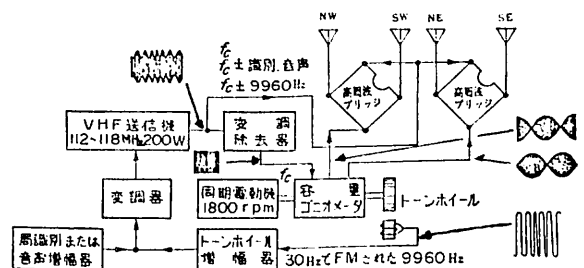 NW SW NE SE
fc
fc±識別,音声
fc±9960Hz
高周波
ブリッジ
高周波
ブリッジ
VHF送信機
112~118MHz200W
変調
除去器
fc
変調器
同期電動機
1800rpm
容量
ゴニオメータ
トーンホイール
局識別または
音声増幅器
トーンホイール
増幅器
30HzでFMされた9960Hz